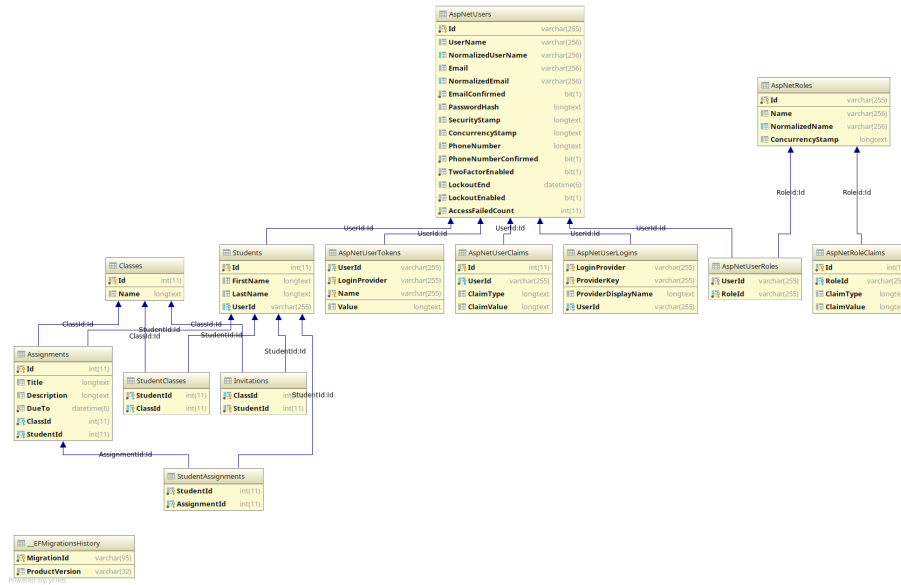 AspNetUsers
Id varchar(255)
UserName varchar(256)
NormalizedUserName varchar(256)
Email varchar(256)
NormalizedEmail varchar(256)
EmailConfirmed bit(1)
PasswordHash longtext
SecurityStamp longtext
ConcurrencyStamp longtext
PhoneNumber longtext
PhoneNumberConfirmed bit(1)
TwoFactorEnabled bit(1)
LockoutEnd datetime(6)
LockoutEnabled bit(1)
AccessFailedCount int(11)
AspNetRoles
Id varchar(255)
Name varchar(256)
NormalizedName varchar(256)
ConcurrencyStamp longtext
RoleId:Id
RoleId:Id
UserId:Id
UserId:Id
UserId:Id
UserId:Id
UserId:Id
Classes
Id int(11)
Name longtext
Students
Id int(11)
FirstName longtext
LastName longtext
UserId varchar(255)
AspNetUserTokens
UserId varchar(255)
LoginProvider varchar(255)
Name varchar(255)
Value longtext
AspNetUserClaims
Id int(11)
UserId varchar(255)
ClaimType longtext
ClaimValue longtext
AspNetUserLogins
LoginProvider varchar(255)
ProviderKey varchar(255)
ProviderDisplayName longtext
UserId varchar(255)
AspNetUserRoles
UserId varchar(255)
RoleId varchar(255)
AspNetRoleClaims
Id int(1
RoleId varchar(25
ClaimType longte
ClaimValue longte
ClassId:Id
StudentId:Id
ClassId:Id
ClassId:Id
StudentId:Id
StudentId:Id
StudentId:Id
Assignments
Id int(11)
Title longtext
Description longtext
DueTo datetime(6)
ClassId int(11)
StudentId int(11)
StudentClasses
StudentId int(11)
ClassId int(11)
Invitations
ClassId int
StudentId int(11)
AssignmentId:Id
StudentAssignments
StudentId int(11)
AssignmentId int(11)
__EFMigrationsHistory
MigrationId varchar(95)
ProductVersion varchar(32)
Powered by yFiles